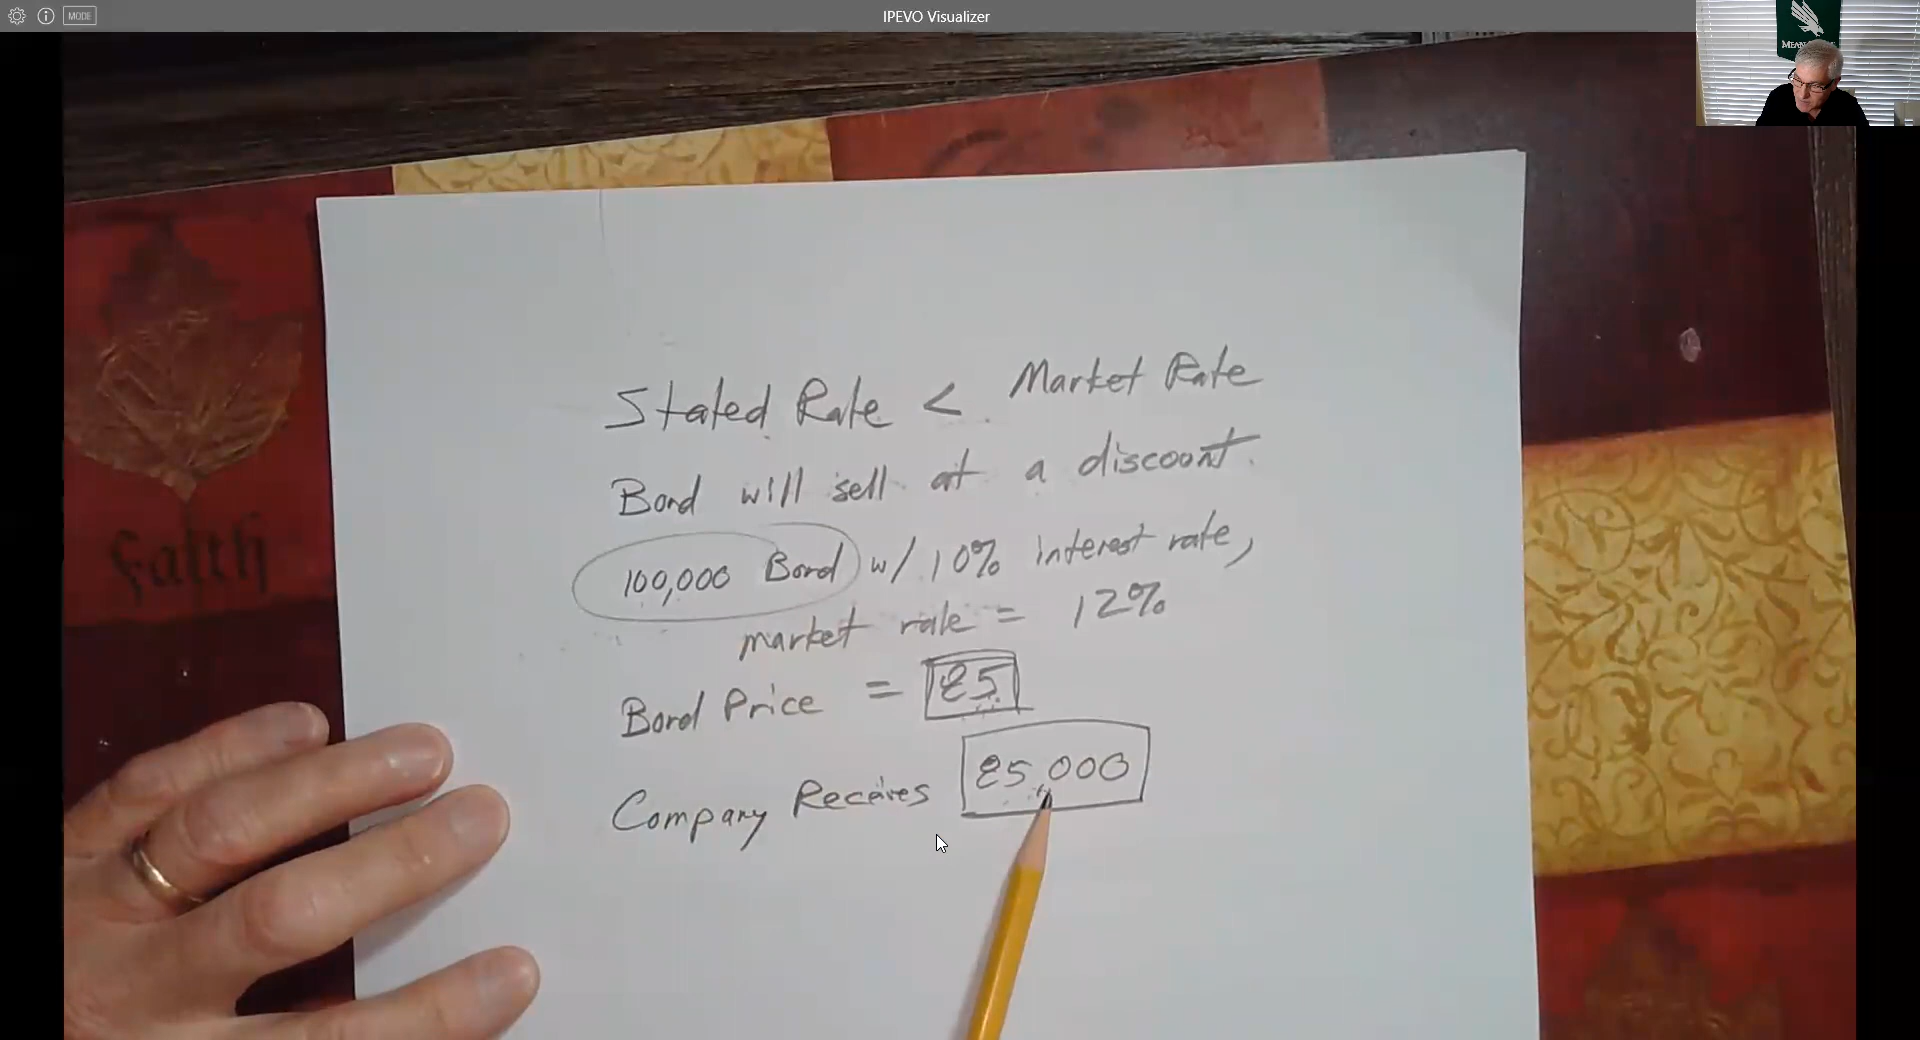 MODE
IPEVO Visualizer
MEAN
Stated Rate < Market Rate
Bond will sell at a discount.
100,000 Bond w/ 10% interest rate,
market rate = 12%
Bond Price = 85
Company Receives 85,000
faith